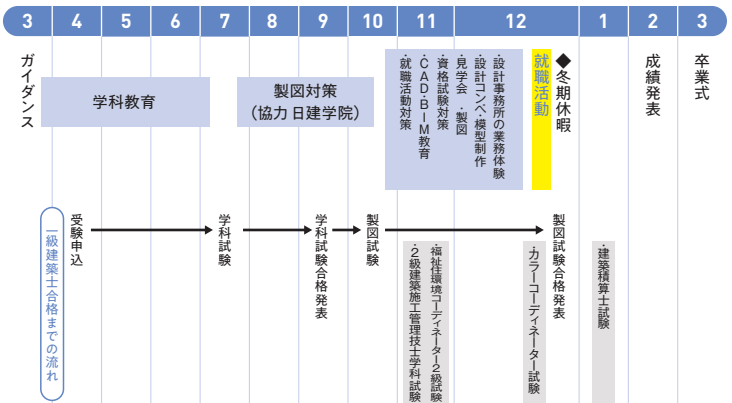 3 4 5 6 7 8 9 10 11 12 1 2 3
ガイダンス
学科教育
製図対策
（協力 日建学院）
・就職活動対策
・CAD・BIM教育
・資格試験対策
・見学会 ・製図
・設計コンペ・模型制作
・設計事務所の業務体験
就職活動
◆冬期休暇
成績発表
卒業式
一級建築士合格までの流れ
受験申込
学科試験
学科試験合格発表
製図試験
製図試験合格発表
・2級建築施工管理技士学科試験
・福祉住環境コーディネーター2級試験
・カラーコーディネーター試験
・建築積算士試験